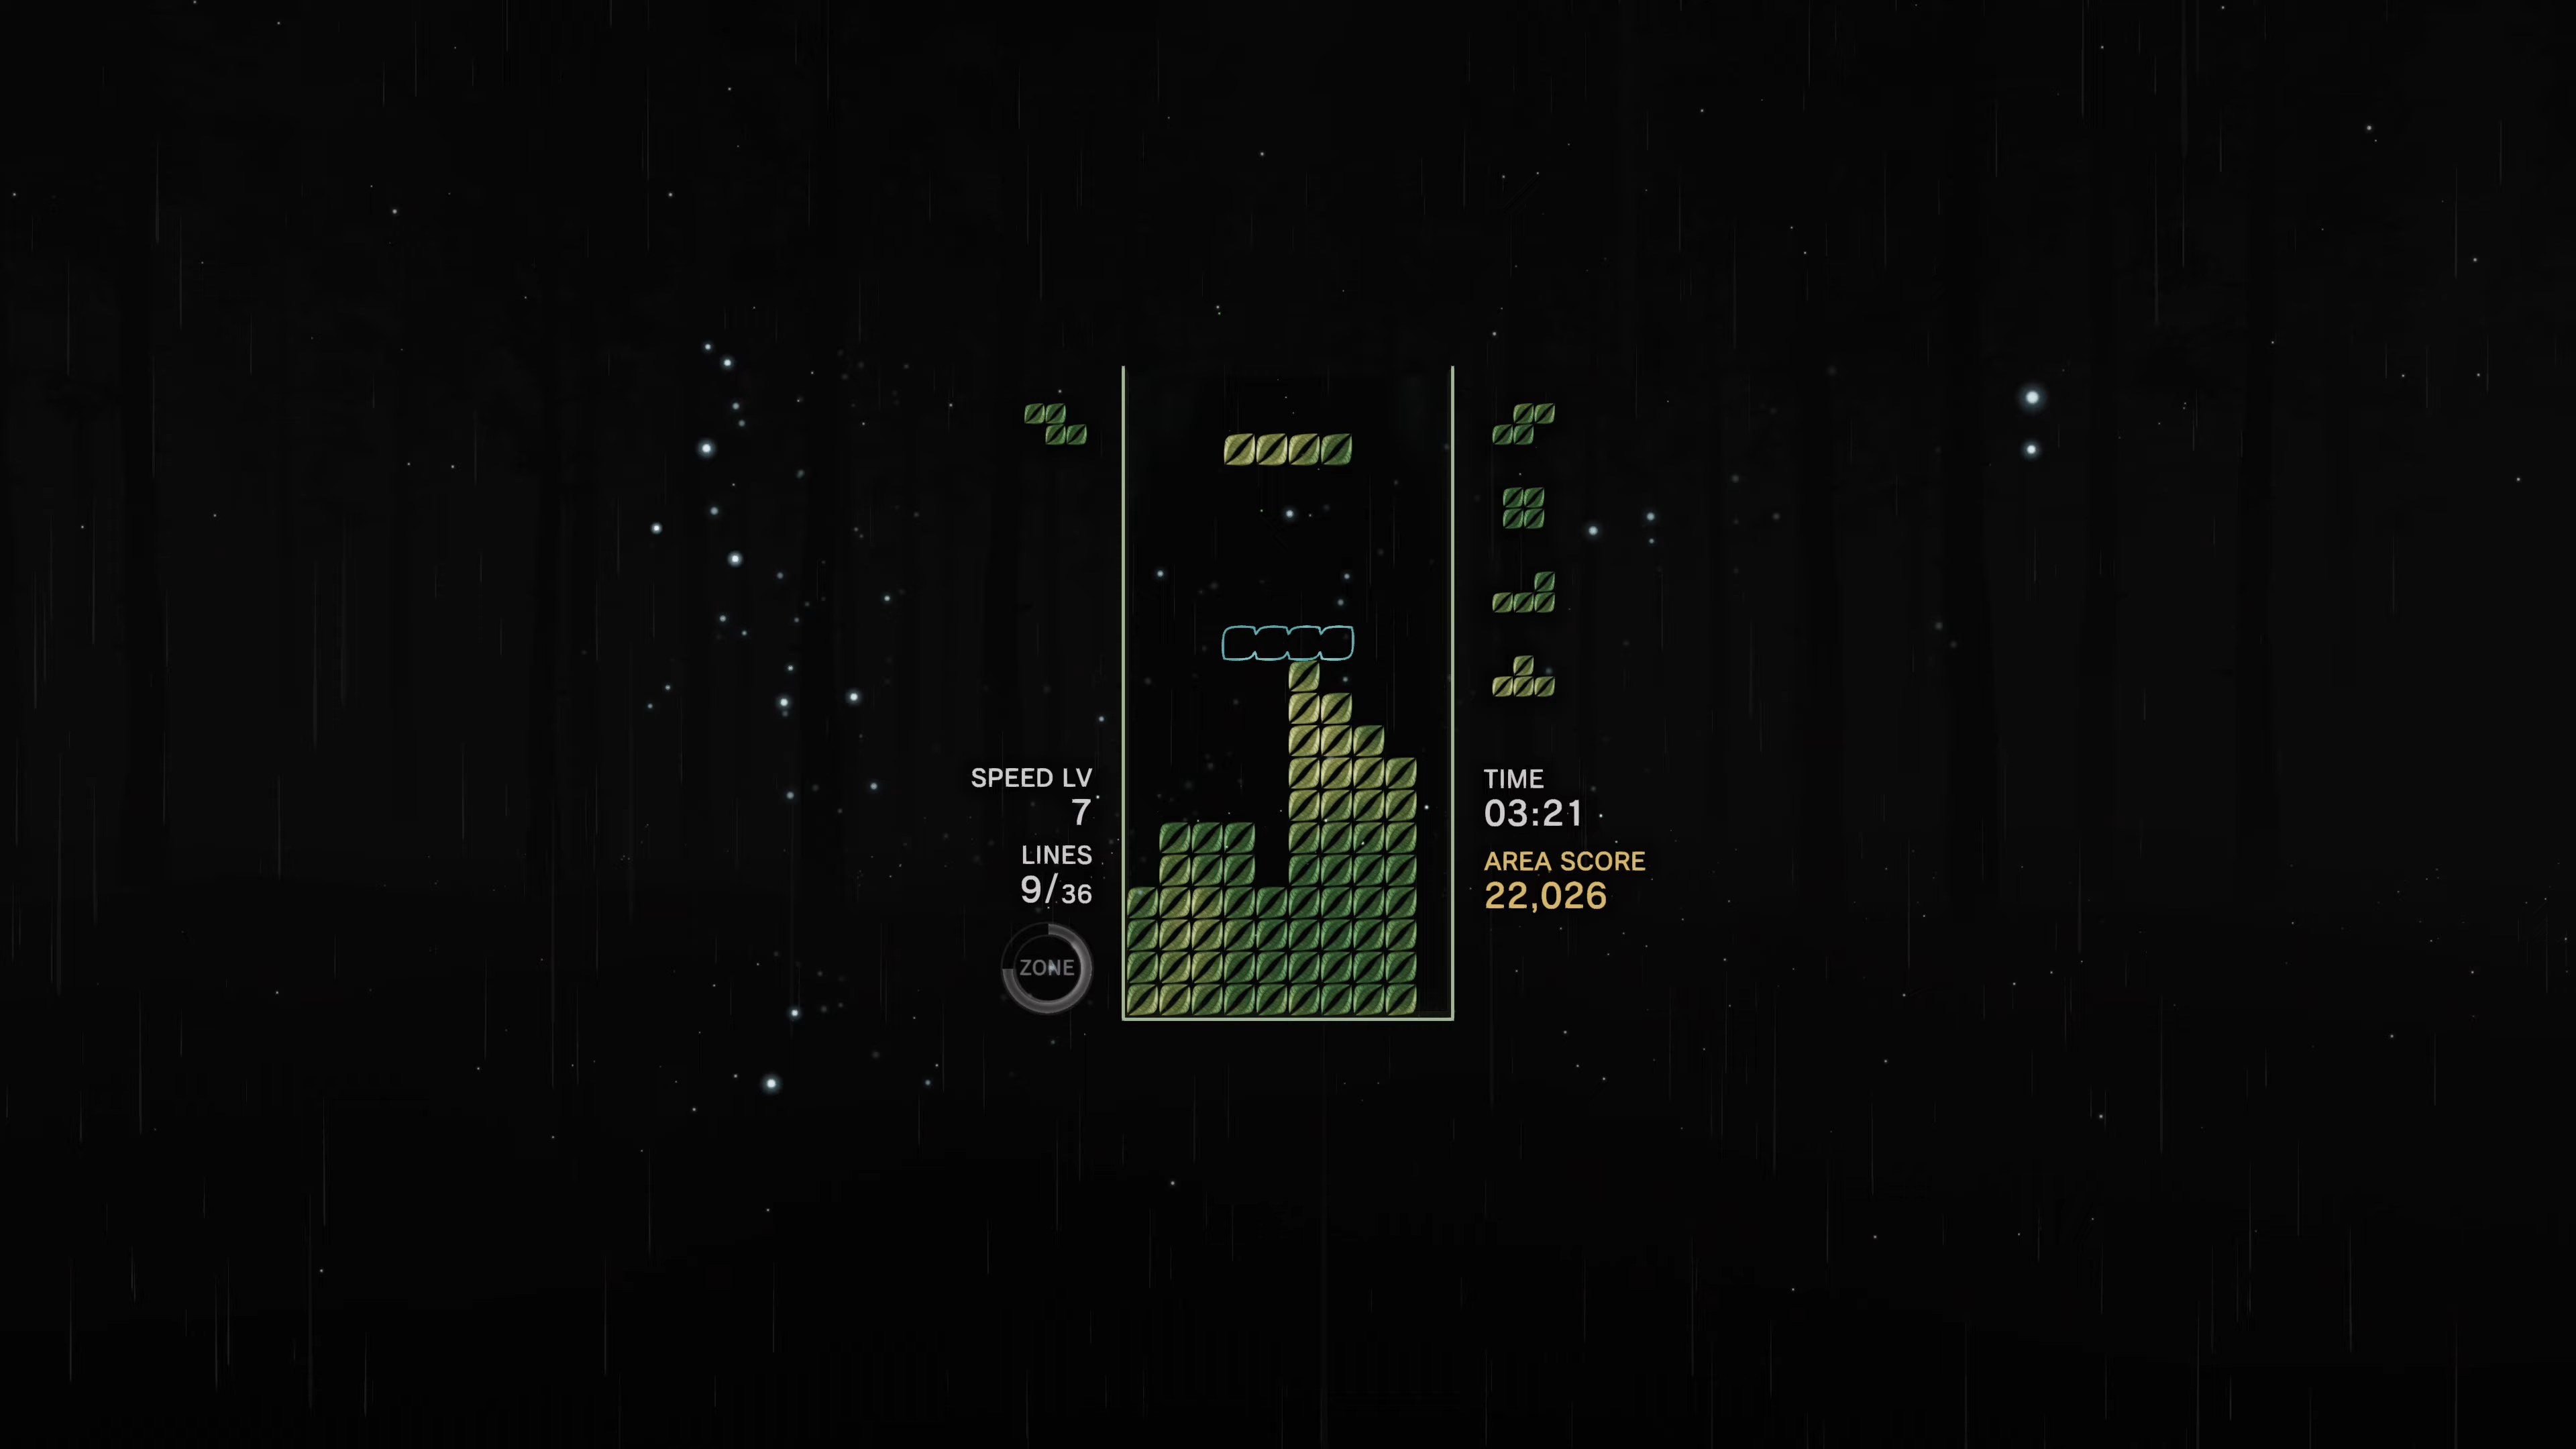 SPEED LV
7
LINES
9/36
ZONE
TIME
03:21
AREA SCORE
22,026